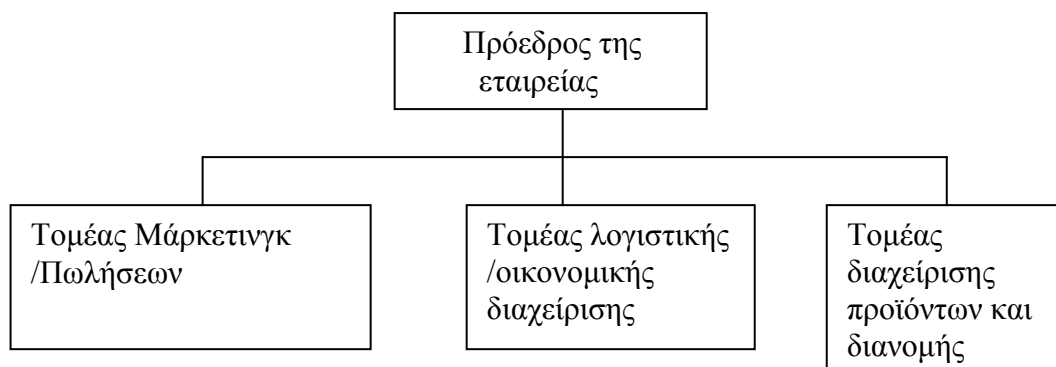 Πρόεδρος της
εταιρείας
Τομέας Μάρκετινγκ
/Πωλήσεων
Τομέας λογιστικής
/οικονομικής
διαχείρισης
Τομέας
διαχείρισης
προϊόντων και
διανομής